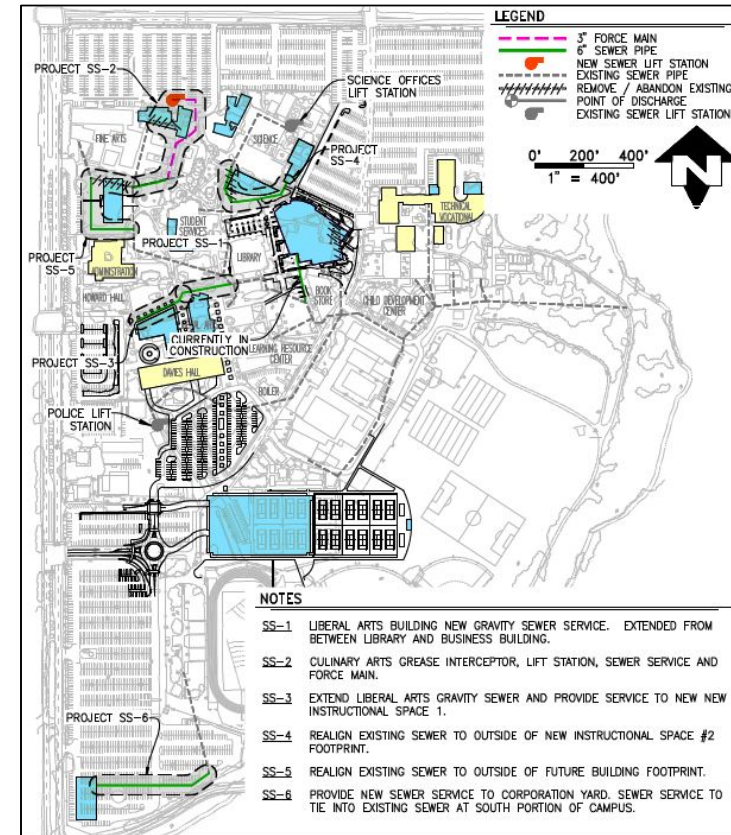 LEGEND
3" FORCE MAIN
6" SEWER PIPE
NEW SEWER LIFT STATION
EXISTING SEWER PIPE
REMOVE / ABANDON EXISTING
POINT OF DISCHARGE
EXISTING SEWER LIFT STATION
0' 200' 400'
1" = 400'
N
PROJECT SS-2
SCIENCE OFFICES
LIFT STATION
FINE ARTS
SCIENCE
PROJECT
SS-4
TECHNICAL
VOCATIONAL
STUDENT
SERVICES
PROJECT SS-1
LIBRARY
PROJECT
SS-5
ADMINISTRATION
HOWARD HALL
BOOK
STORE
CHILD DEVELOPMENT
CENTER
CURRENTLY IN
CONSTRUCTION
LEARNING RESOURCE
CENTER
PROJECT SS-3
DAVIES HALL
BOILER
POLICE LIFT
STATION
PROJECT SS-6
NOTES
SS-1 LIBERAL ARTS BUILDING NEW GRAVITY SEWER SERVICE. EXTENDED FROM
BETWEEN LIBRARY AND BUSINESS BUILDING.
SS-2 CULINARY ARTS GREASE INTERCEPTOR, LIFT STATION, SEWER SERVICE AND
FORCE MAIN.
SS-3 EXTEND LIBERAL ARTS GRAVITY SEWER AND PROVIDE SERVICE TO NEW NEW
INSTRUCTIONAL SPACE 1.
SS-4 REALIGN EXISTING SEWER TO OUTSIDE OF NEW INSTRUCTIONAL SPACE #2
FOOTPRINT.
SS-5 REALIGN EXISTING SEWER TO OUTSIDE OF FUTURE BUILDING FOOTPRINT.
SS-6 PROVIDE NEW SEWER SERVICE TO CORPORATION YARD. SEWER SERVICE TO
TIE INTO EXISTING SEWER AT SOUTH PORTION OF CAMPUS.